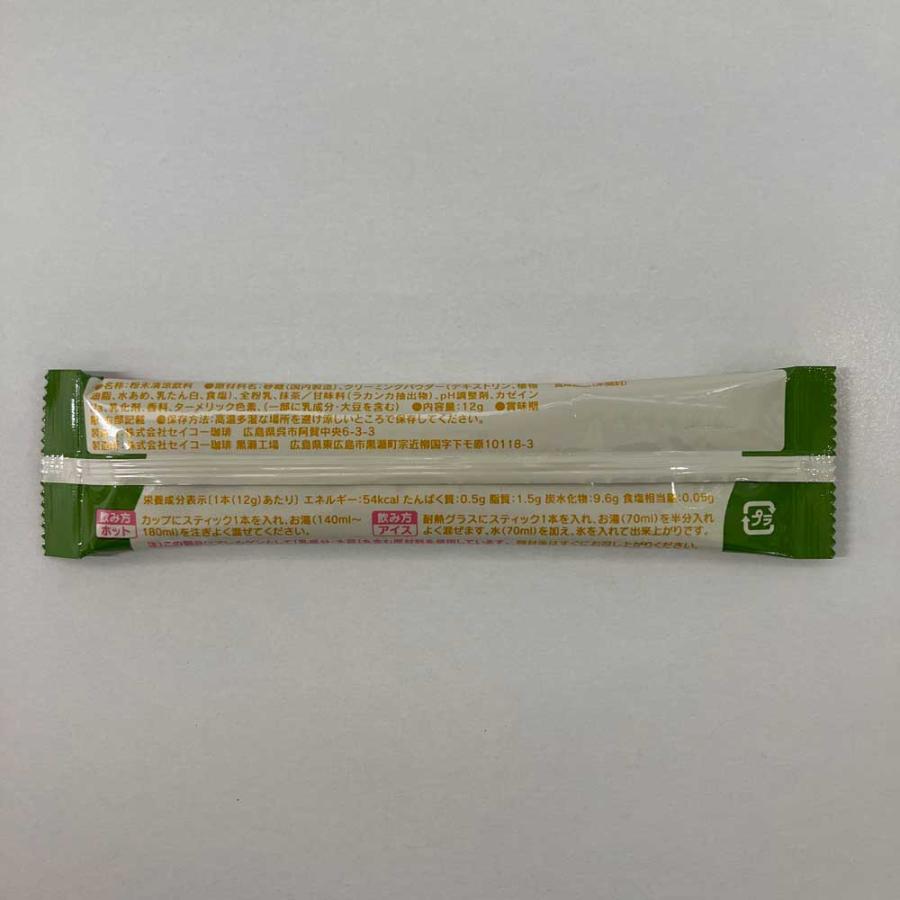 ●名称:粉末清涼飲料 ●原材料名:砂糖(国内製造)、クリーミングパウダー(デキストリン、植物
油脂、水あめ、乳たん白、食塩)、全粉乳、抹茶/甘味料(ラカンカ抽出物)、pH調整剤、カゼイン
乳化剤、香料、ターメリック色素、(一部に乳成分・大豆を含む) ●内容量:12g ●賞味期
部記載 ●保存方法:高温多湿な場所を避け涼しいところで保存してください。
株式会社セイコー珈琲 広島県呉市阿賀中央6-3-3
株式会社セイコー珈琲 黒瀬工場 広島県東広島市黒瀬町宗近柳国字下モ原10118-3
栄養成分表示[1本(12g)あたり] エネルギー:54kcal たんぱく質:0.5g 脂質:1.5g 炭水化物:9.6g 食塩相当量:0.05g
飲み方 ホット カップにスティック1本を入れ、お湯(140ml〜
180ml)を注ぎよく混ぜてください。
飲み方 アイス 耐熱グラスにスティック1本を入れ、お湯(70ml)を半分入れ
よく混ぜます。水(70ml)を加え、氷を入れて出来上がりです。
プラ